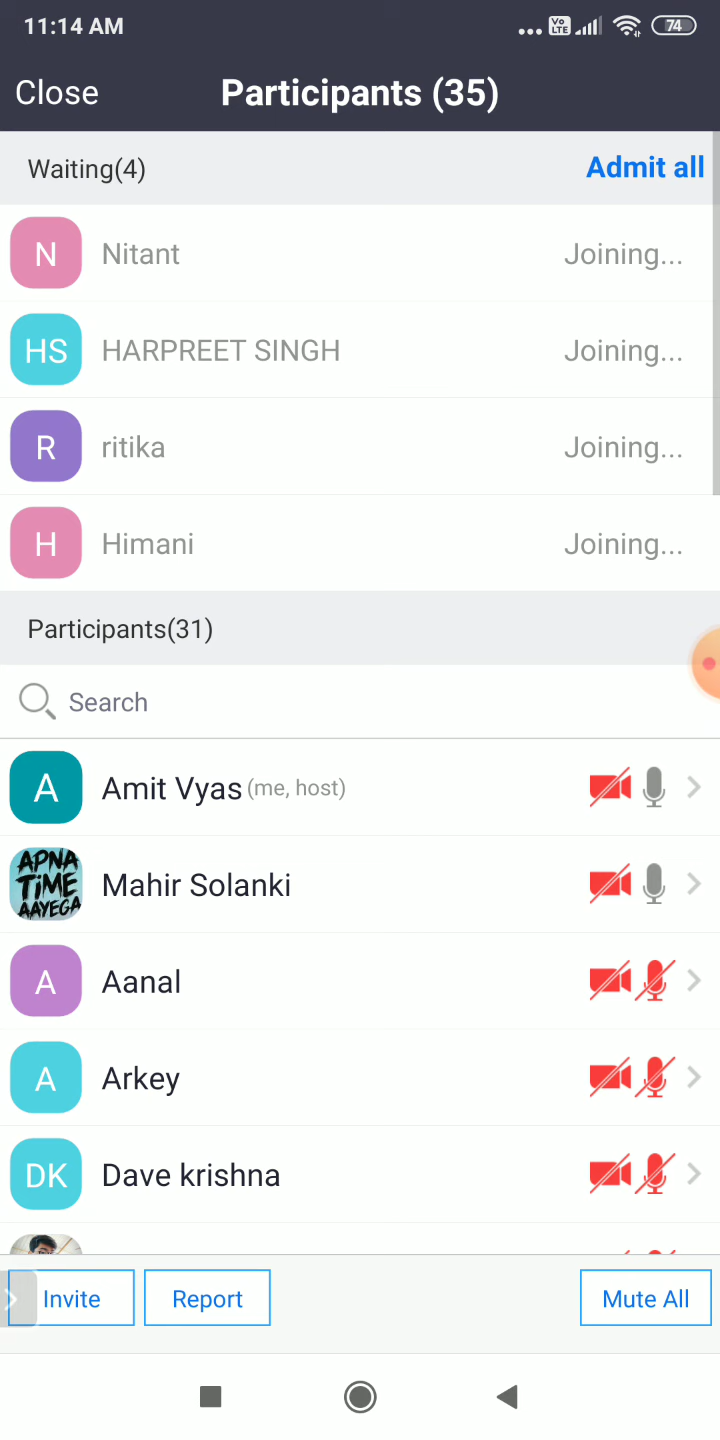 11:14 AM
Vo LTE
74
Close
Participants (35)
Waiting(4)
Admit all
N
Nitant
Joining...
HS
HARPREET SINGH
Joining...
R
ritika
Joining...
H
Himani
Joining...
Participants(31)
Search
A
Amit Vyas (me, host)
APNA
TIME
AAYEGA
Mahir Solanki
A
Aanal
A
Arkey
DK
Dave krishna
Invite
Report
Mute All